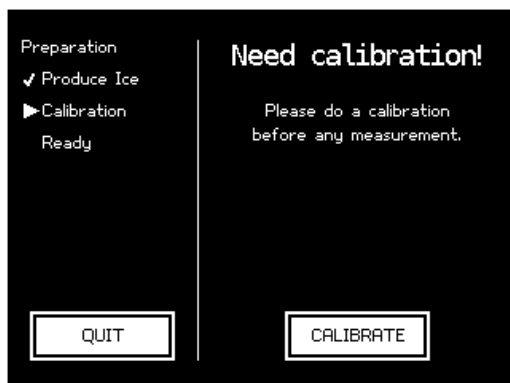 Preparation
✓ Produce Ice
▶Calibration
Ready
QUIT
Need calibration!
Please do a calibration
before any measurement.
CALIBRATE